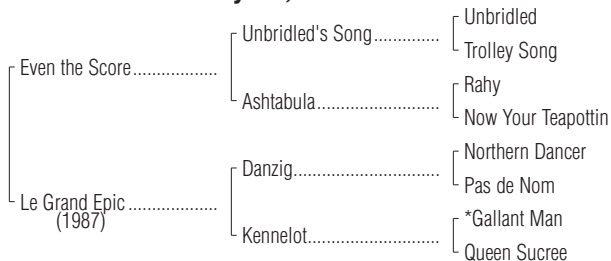 Unbridled
Unbridled's Song..............
Trolley Song
Even the Score..................
Rahy
Ashtabula..........................
Now Your Teapottin
Northern Dancer
Danzig...............................
Pas de Nom
Le Grand Epic ...................
(1987)
*Gallant Man
Kennelot............................
Queen Sucree